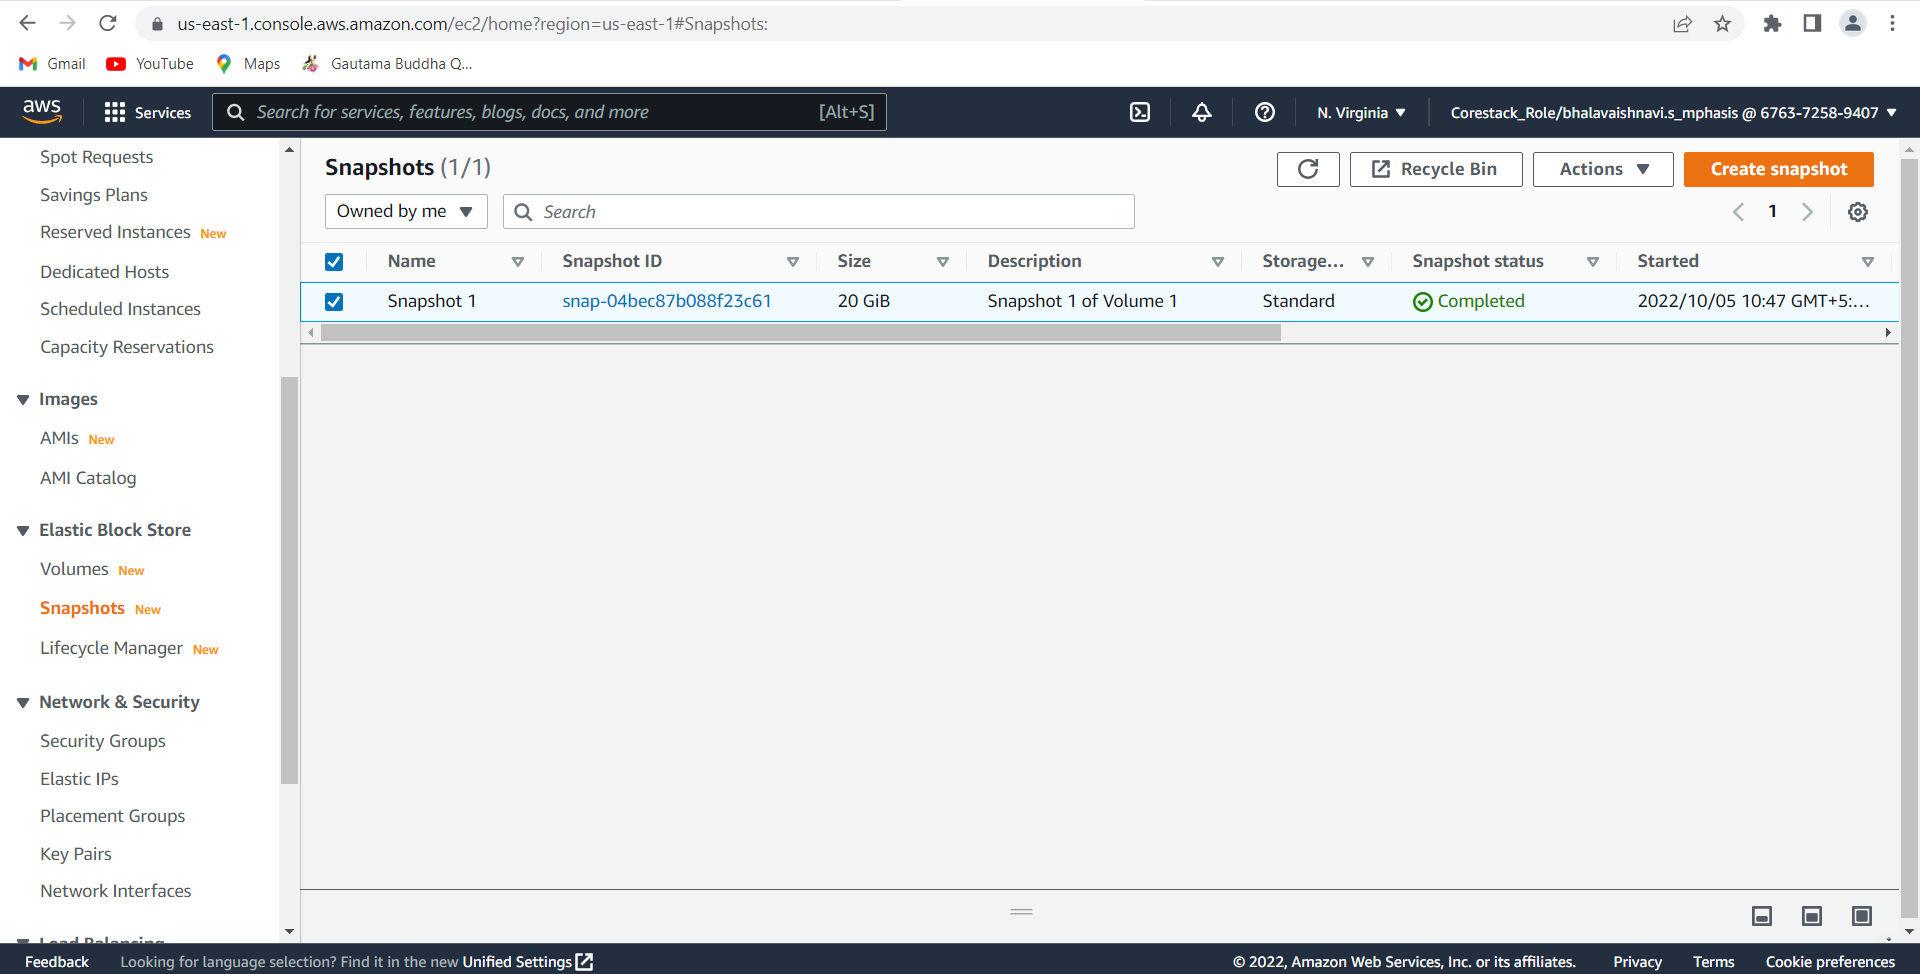 us-east-1.console.aws.amazon.com/ec2/home?region=us-east-1#Snapshots:
Gmail YouTube Maps Gautama Buddha Q...
aws Services Search for services, features, blogs, docs, and more [Alt+S] N. Virginia ▼ Corestack_Role/bhalavaishnavi.s_mphasis @ 6763-7258-9407 ▼
Spot Requests
Savings Plans
Reserved Instances New
Dedicated Hosts
Scheduled Instances
Capacity Reservations
Images
AMIs New
AMI Catalog
Elastic Block Store
Volumes New
Snapshots New
Lifecycle Manager New
Network & Security
Security Groups
Elastic IPs
Placement Groups
Key Pairs
Network Interfaces
Load Balancing
Snapshots (1/1)
Recycle Bin Actions Create snapshot
Owned by me Search 1
Name Snapshot ID Size Description Storage... Snapshot status Started
Snapshot 1 snap-04bec87b088f23c61 20 GiB Snapshot 1 of Volume 1 Standard Completed 2022/10/05 10:47 GMT+5:...
Feedback Looking for language selection? Find it in the new Unified Settings © 2022, Amazon Web Services, Inc. or its affiliates. Privacy Terms Cookie preferences